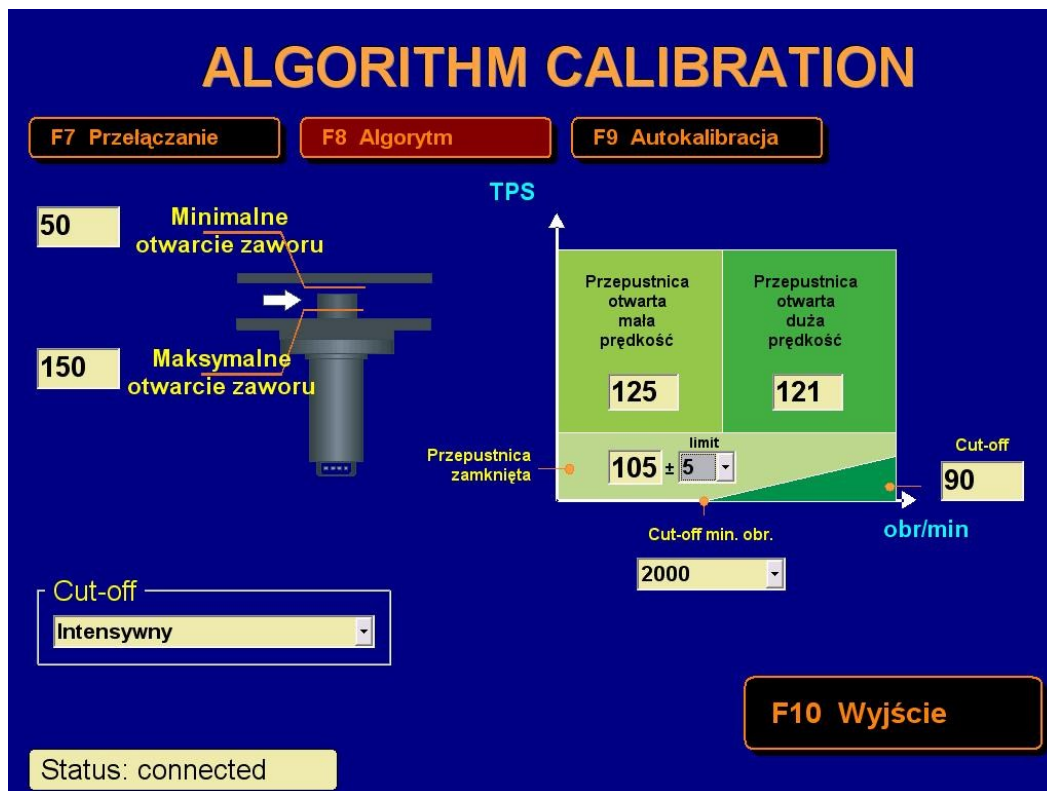 ALGORITHM CALIBRATION
F7 Przelączanie
F8 Algorytm
F9 Autokalibracja
TPS
50
Minimalne
otwarcie zaworu
150
Maksymalne
otwarcie zaworu
Przepustnica
otwarta
mała
prędkość
125
Przepustnica
otwarta
duża
prędkość
121
Przepustnica
zamknięta
limit
105 ± 5
Cut-off
90
obr/min
Cut-off min. obr.
2000
Cut-off
Intensywny
F10 Wyjście
Status: connected